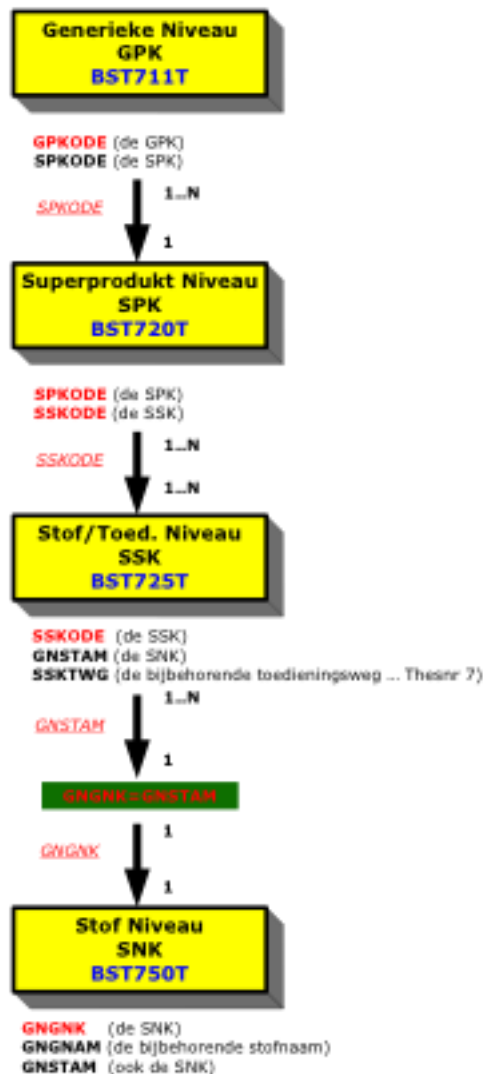 Generieke Niveau
GPK
BST711T
GPKODE (de GPK)
SPKODE (de SPK)
1..N
SPKODE
1
Superprodukt Niveau
SPK
BST720T
SPKODE (de SPK)
SSKODE (de SSK)
1..N
SSKODE
1..N
Stof/Toed. Niveau
SSK
BST725T
SSKODE (de SSK)
GNSTAM (de SNK)
SSKTWG (de bijbehorende toedieningsweg ... Thesnr 7)
1..N
GNSTAM
1
GNGNK=GNSTAM
1
GNGNK
1
Stof Niveau
SNK
BST750T
GNGNK (de SNK)
GNGNAM (de bijbehorende stofnaam)
GNSTAM (ook de SNK)